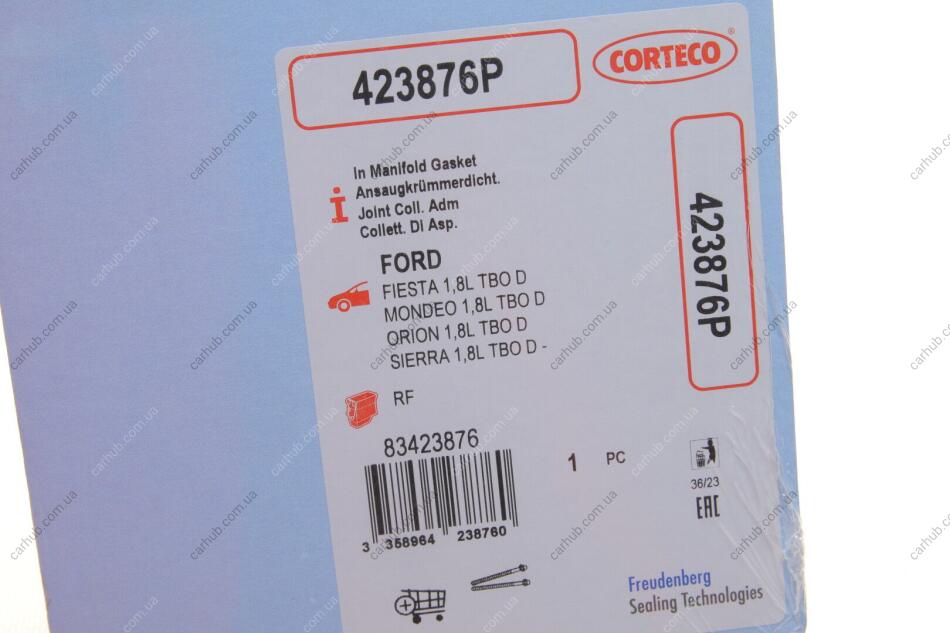 423876P
CORTECO®
In Manifold Gasket
Ansaugkrümmerdicht.
Joint Coll. Adm
Collett. Di Asp.
i
423876P
FORD
FIESTA 1,8L TBO D
MONDEO 1,8L TBO D
ORION 1,8L TBO D
SIERRA 1,8L TBO D -
RF
83423876
1 PC
36/23
EAC
3 358964 238760
Freudenberg
Sealing Technologies
carhub.com.ua